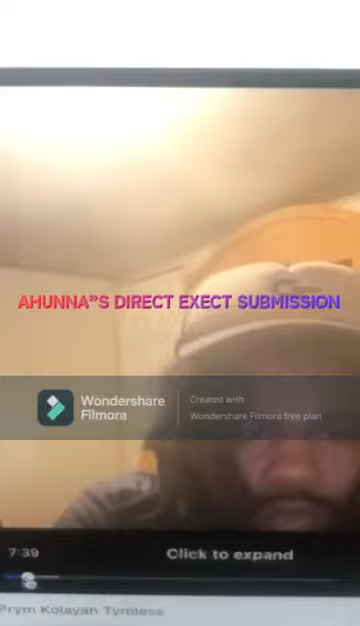 AHUNNA"S DIRECT EXECT SUBMISSION
Wondershare
Filmora
Created with
Wondershare Filmora free plan
7:39
Click to expand
Prym Kolayah Tymless